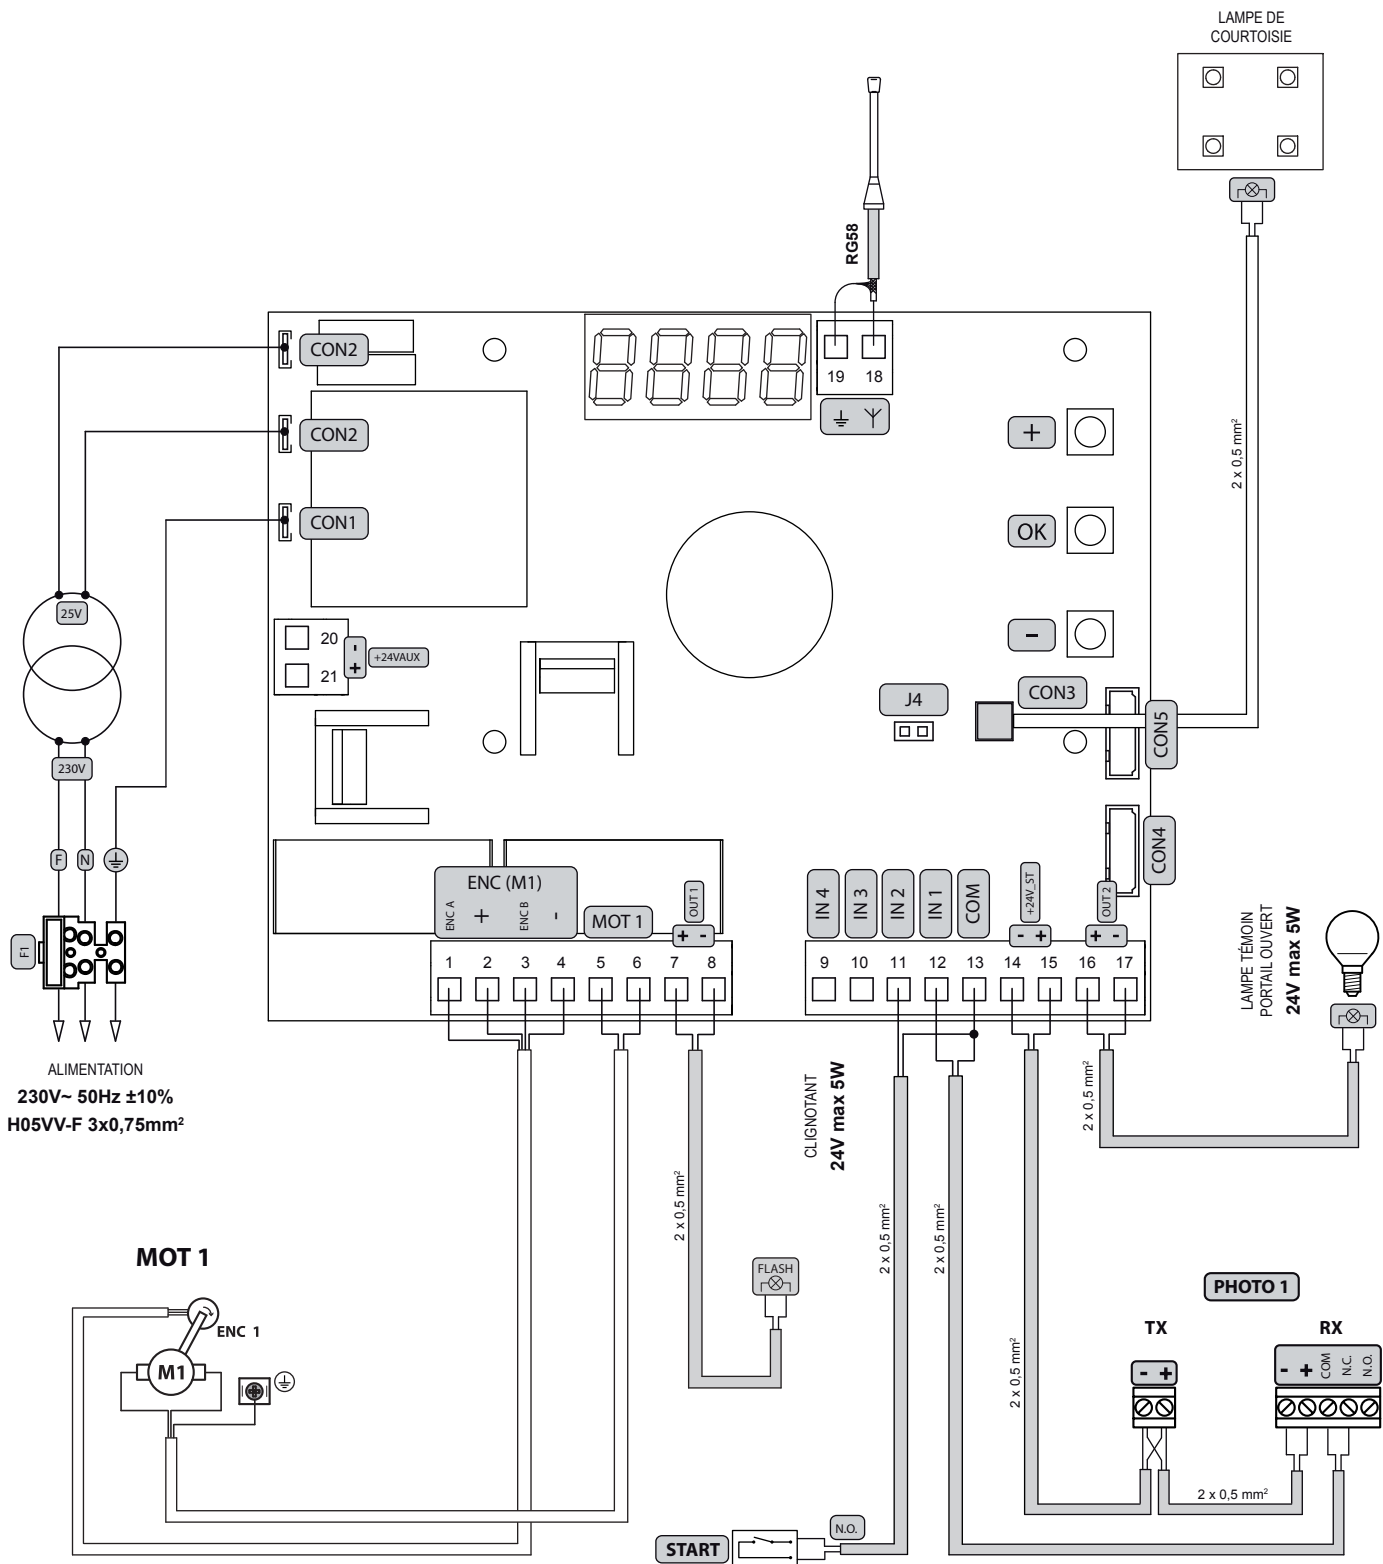 LAMPE DE
COURTOISIE
RG58
CON2
19 18
CON2
+
2 x 0,5 mm²
CON1
OK
25V
20
-
+24VAUX
21
+
-
J4
CON3
CON5
230V
F N
CON4
ENC (M1)
ENC A + ENC B -
MOT 1
OUT 1
+ -
IN 4 IN 3 IN 2 IN 1 COM
+24V_ST
- +
OUT 2
+ -
F1
1 2 3 4 5 6 7 8
9 10 11 12 13 14 15 16 17
LAMPE TÉMOIN
PORTAIL OUVERT
24V max 5W
ALIMENTATION
230V~ 50Hz ±10%
H05VV-F 3x0,75mm²
CLIGNOTANT
24V max 5W
2 x 0,5 mm²
2 x 0,5 mm²
2 x 0,5 mm²
2 x 0,5 mm²
MOT 1
FLASH
PHOTO 1
ENC 1
M1
TX
RX
- +
- + COM N.C. N.O.
2 x 0,5 mm²
2 x 0,5 mm²
N.O.
START